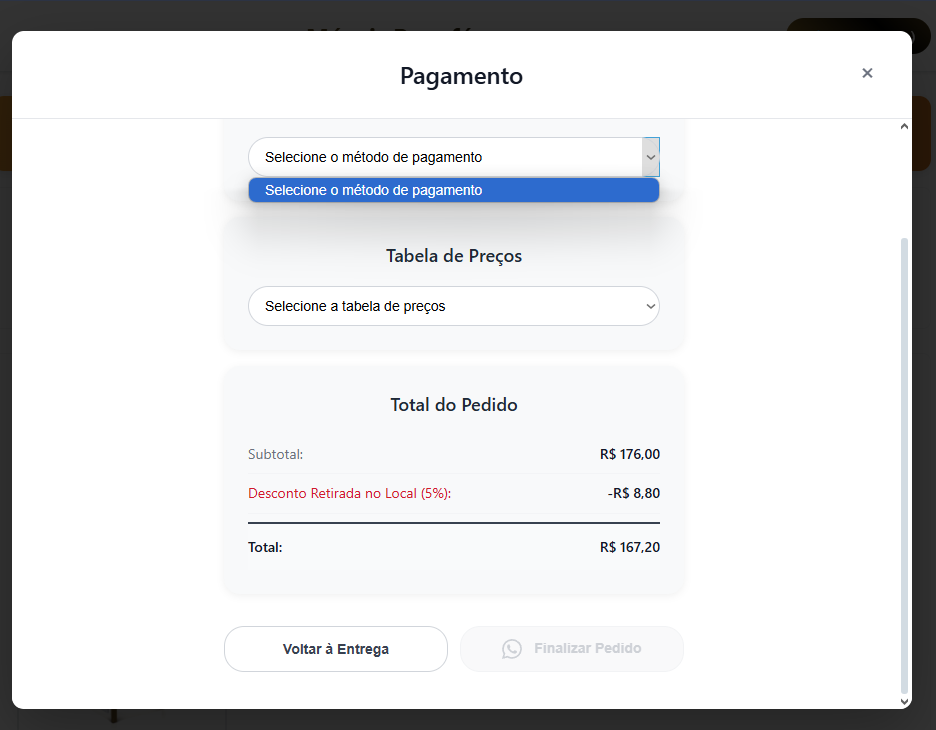 Pagamento
Selecione o método de pagamento
Selecione o método de pagamento
Tabela de Preços
Selecione a tabela de preços
Total do Pedido
Subtotal: R$ 176,00
Desconto Retirada no Local (5%): -R$ 8,80
Total: R$ 167,20
Voltar à Entrega Finalizar Pedido